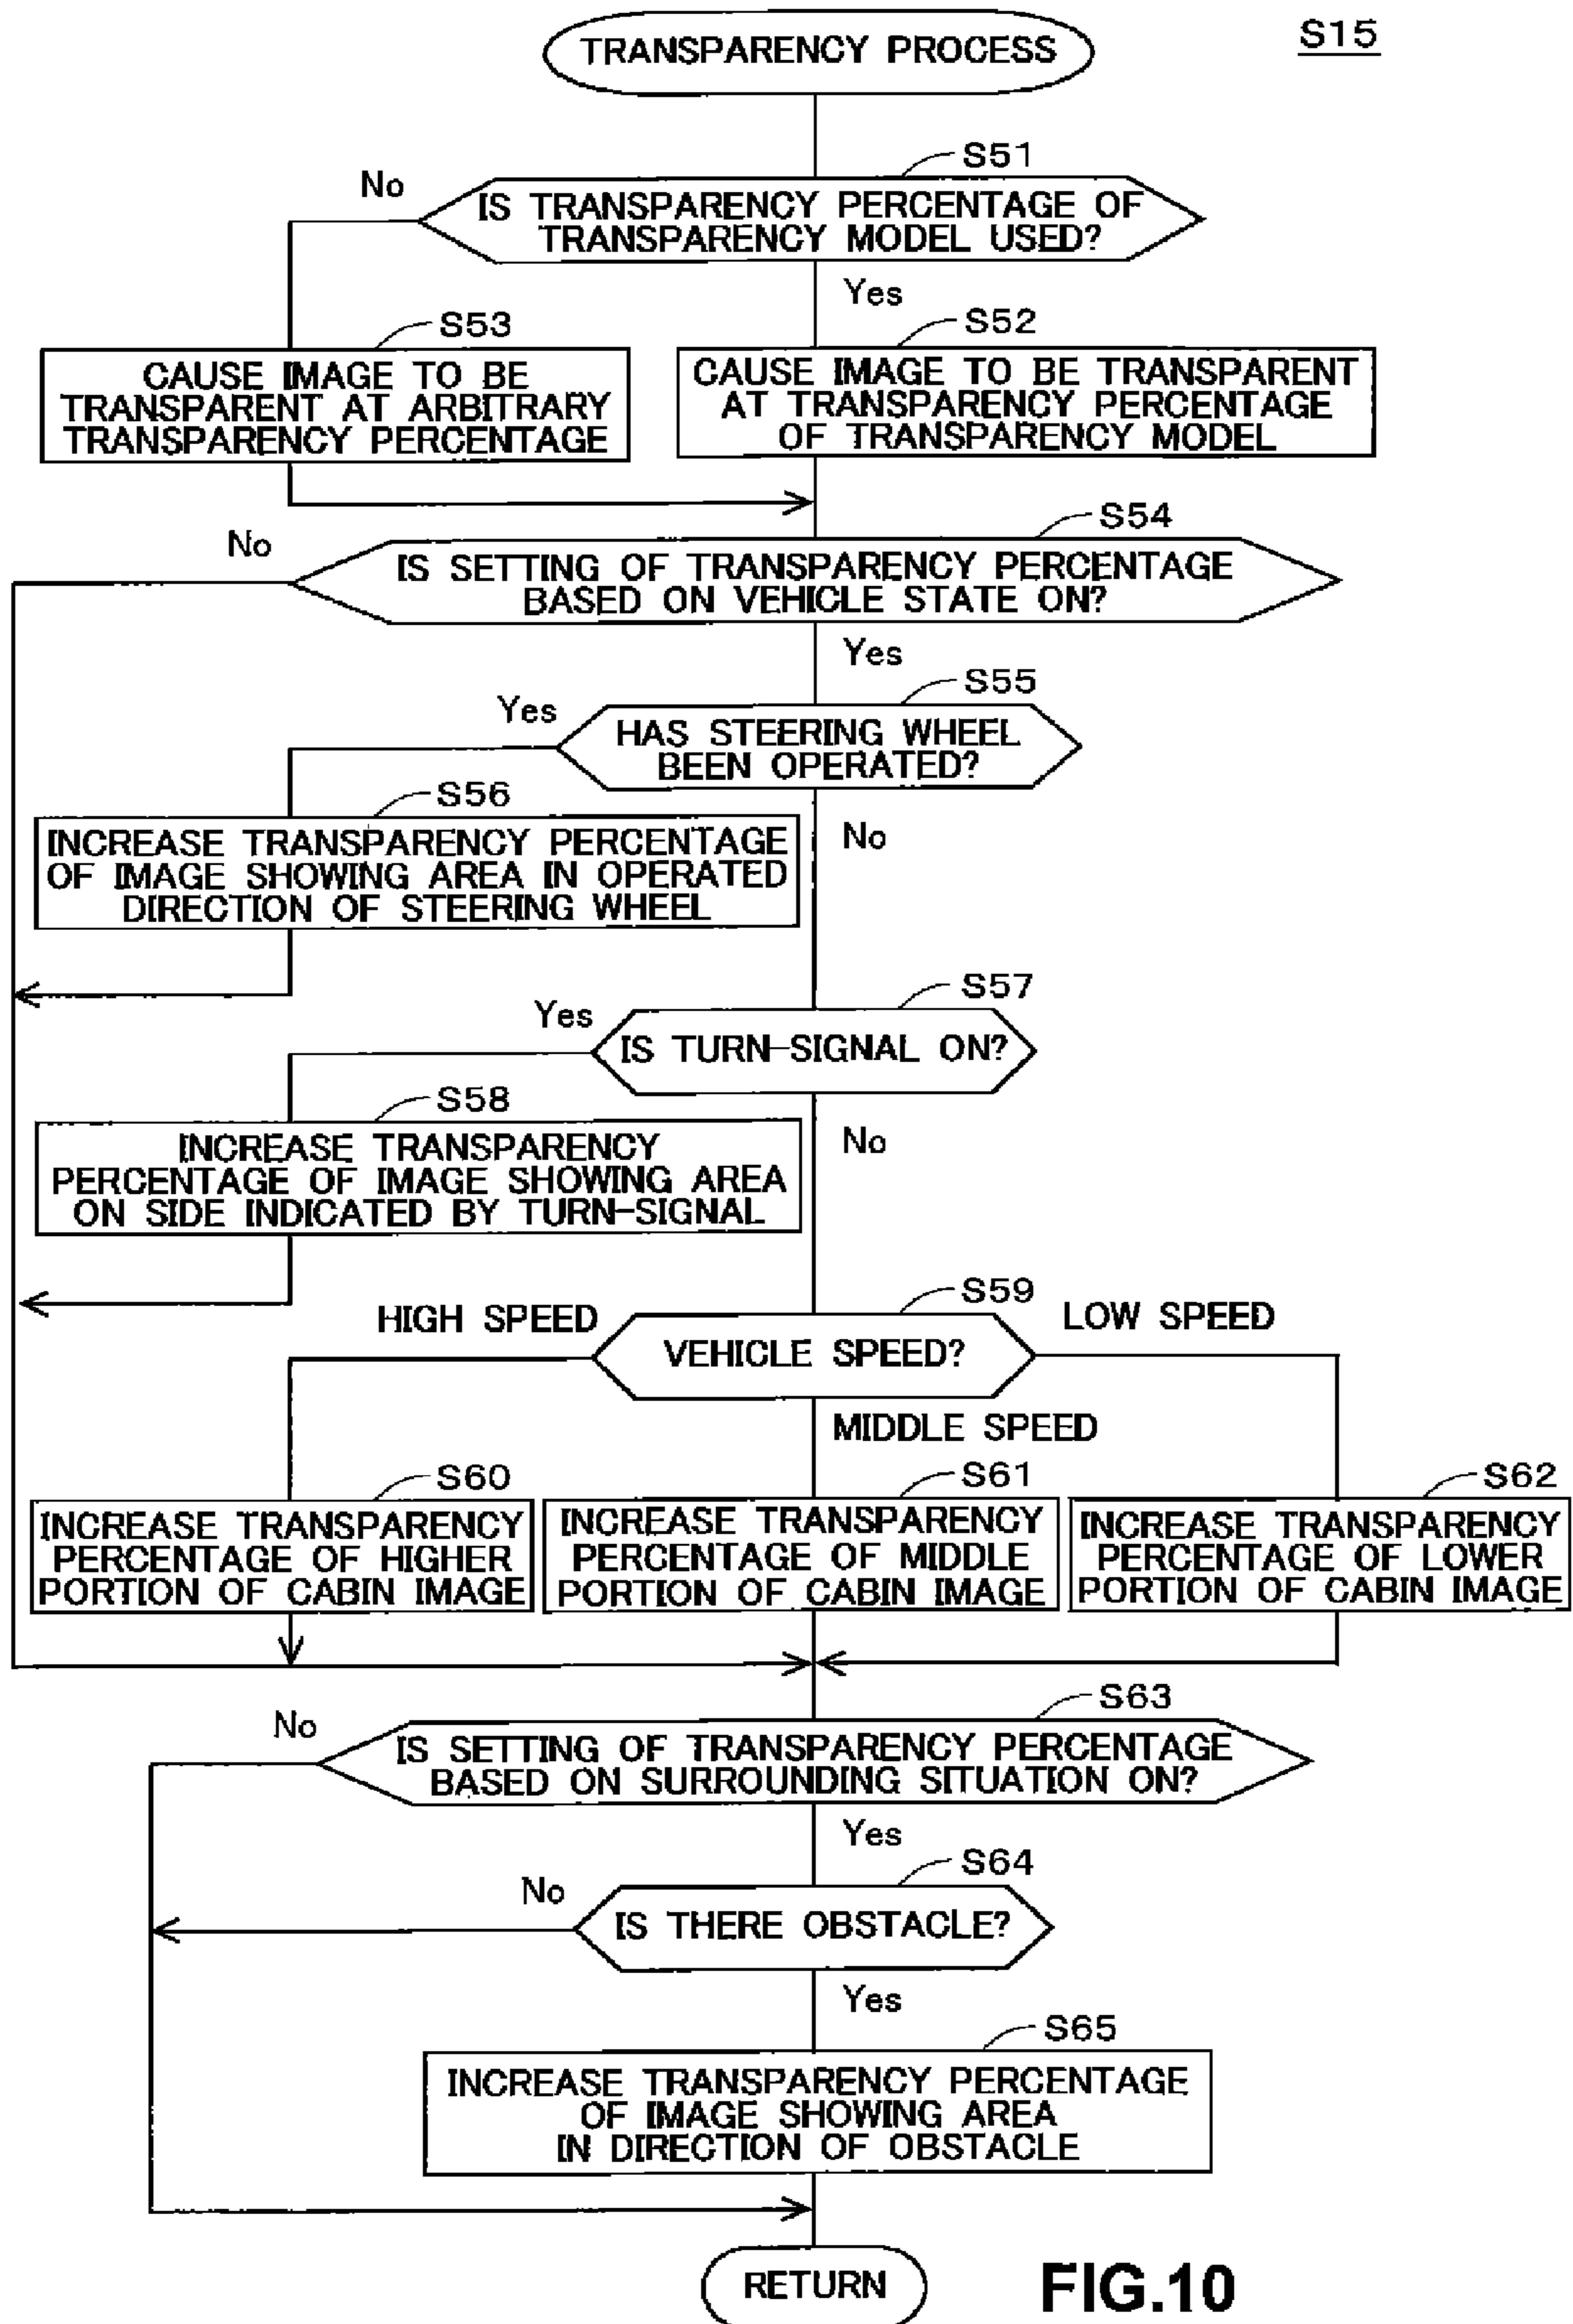 TRANSPARENCY PROCESS
S15
S51
No
IS TRANSPARENCY PERCENTAGE OF
TRANSPARENCY MODEL USED?
Yes
S53
S52
CAUSE IMAGE TO BE
TRANSPARENT AT ARBITRARY
TRANSPARENCY PERCENTAGE
CAUSE IMAGE TO BE TRANSPARENT
AT TRANSPARENCY PERCENTAGE
OF TRANSPARENCY MODEL
S54
No
IS SETTING OF TRANSPARENCY PERCENTAGE
BASED ON VEHICLE STATE ON?
Yes
S55
Yes
HAS STEERING WHEEL
BEEN OPERATED?
S56
No
INCREASE TRANSPARENCY PERCENTAGE
OF IMAGE SHOWING AREA IN OPERATED
DIRECTION OF STEERING WHEEL
S57
Yes
IS TURN-SIGNAL ON?
S58
No
INCREASE TRANSPARENCY
PERCENTAGE OF IMAGE SHOWING AREA
ON SIDE INDICATED BY TURN-SIGNAL
S59
HIGH SPEED
LOW SPEED
VEHICLE SPEED?
MIDDLE SPEED
S60
S61
S62
INCREASE TRANSPARENCY
PERCENTAGE OF HIGHER
PORTION OF CABIN IMAGE
INCREASE TRANSPARENCY
PERCENTAGE OF MIDDLE
PORTION OF CABIN IMAGE
INCREASE TRANSPARENCY
PERCENTAGE OF LOWER
PORTION OF CABIN IMAGE
S63
No
IS SETTING OF TRANSPARENCY PERCENTAGE
BASED ON SURROUNDING SITUATION ON?
Yes
S64
No
IS THERE OBSTACLE?
Yes
S65
INCREASE TRANSPARENCY PERCENTAGE
OF IMAGE SHOWING AREA
IN DIRECTION OF OBSTACLE
RETURN
FIG.10